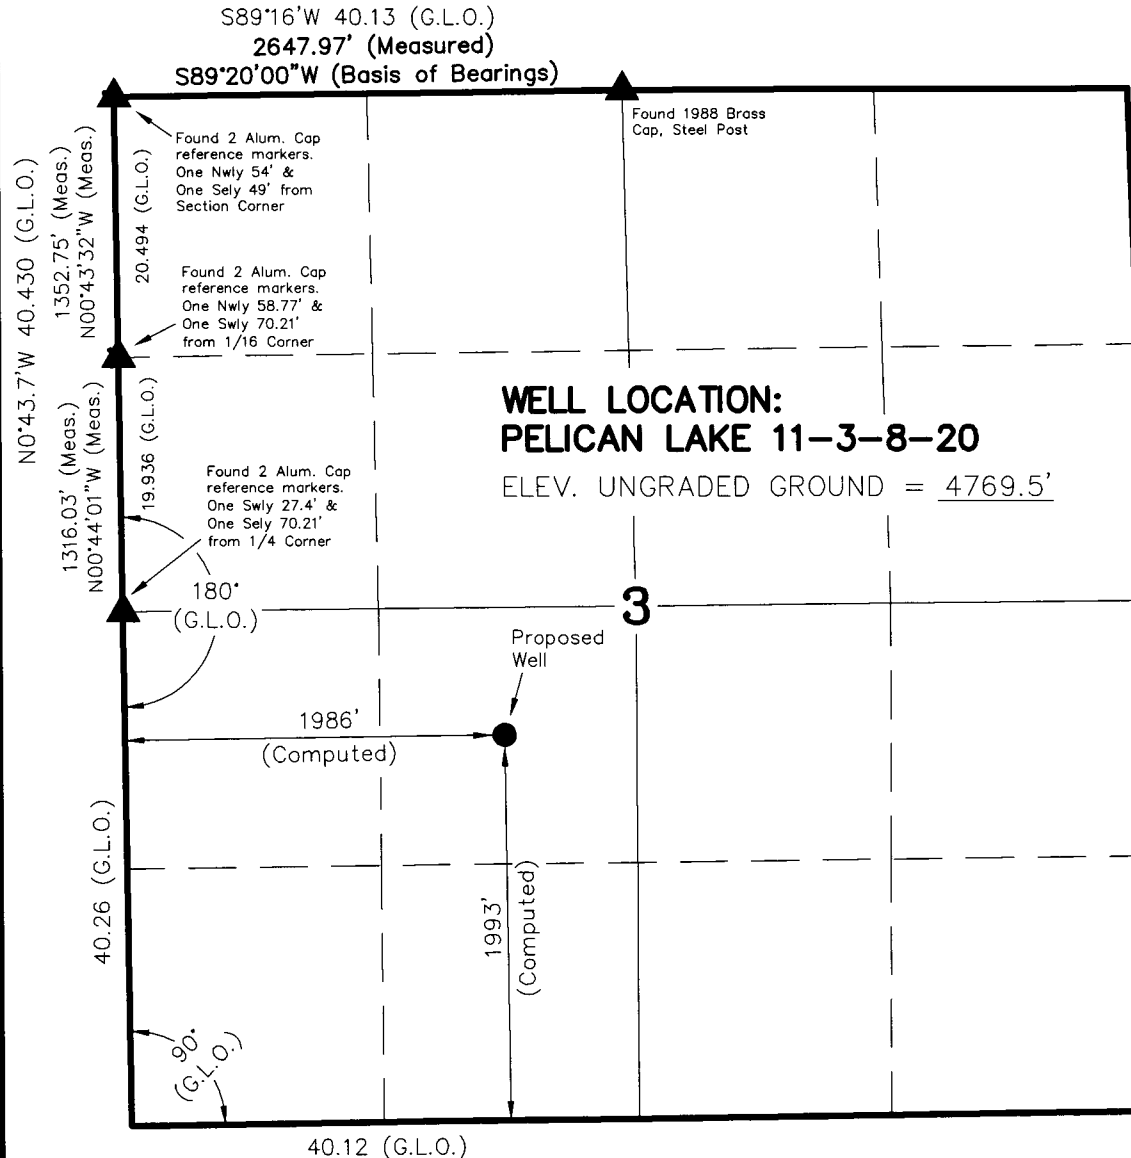 S89°16'W 40.13 (G.L.O.)
2647.97' (Measured)
S89°20'00"W (Basis of Bearings)
Found 2 Alum. Cap
reference markers.
One Nwly 54' &
One Sely 49' from
Section Corner
Found 1988 Brass
Cap, Steel Post
N0°43.7'W 40.430 (G.L.O.)
1352.75' (Meas.)
N00°43'32"W (Meas.)
20.494 (G.L.O.)
Found 2 Alum. Cap
reference markers.
One Nwly 58.77' &
One Swly 70.21'
from 1/16 Corner
1316.03' (Meas.)
N00°44'01"W (Meas.)
19.936 (G.L.O.)
WELL LOCATION:
PELICAN LAKE 11-3-8-20
ELEV. UNGRADED GROUND = 4769.5'
Found 2 Alum. Cap
reference markers.
One Swly 27.4' &
One Sely 70.21'
from 1/4 Corner
180°
(G.L.O.)
3
Proposed
Well
1986'
(Computed)
40.26 (G.L.O.)
1993'
(Computed)
90°
(G.L.O.)
40.12 (G.L.O.)